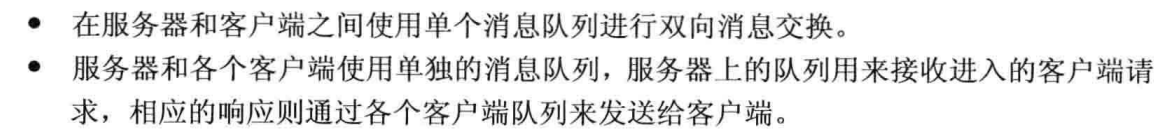 ● 在服务器和客户端之间使用单个消息队列进行双向消息交换。
● 服务器和各个客户端使用单独的消息队列，服务器上的队列用来接收进入的客户端请
求，相应的响应则通过各个客户端队列来发送给客户端。